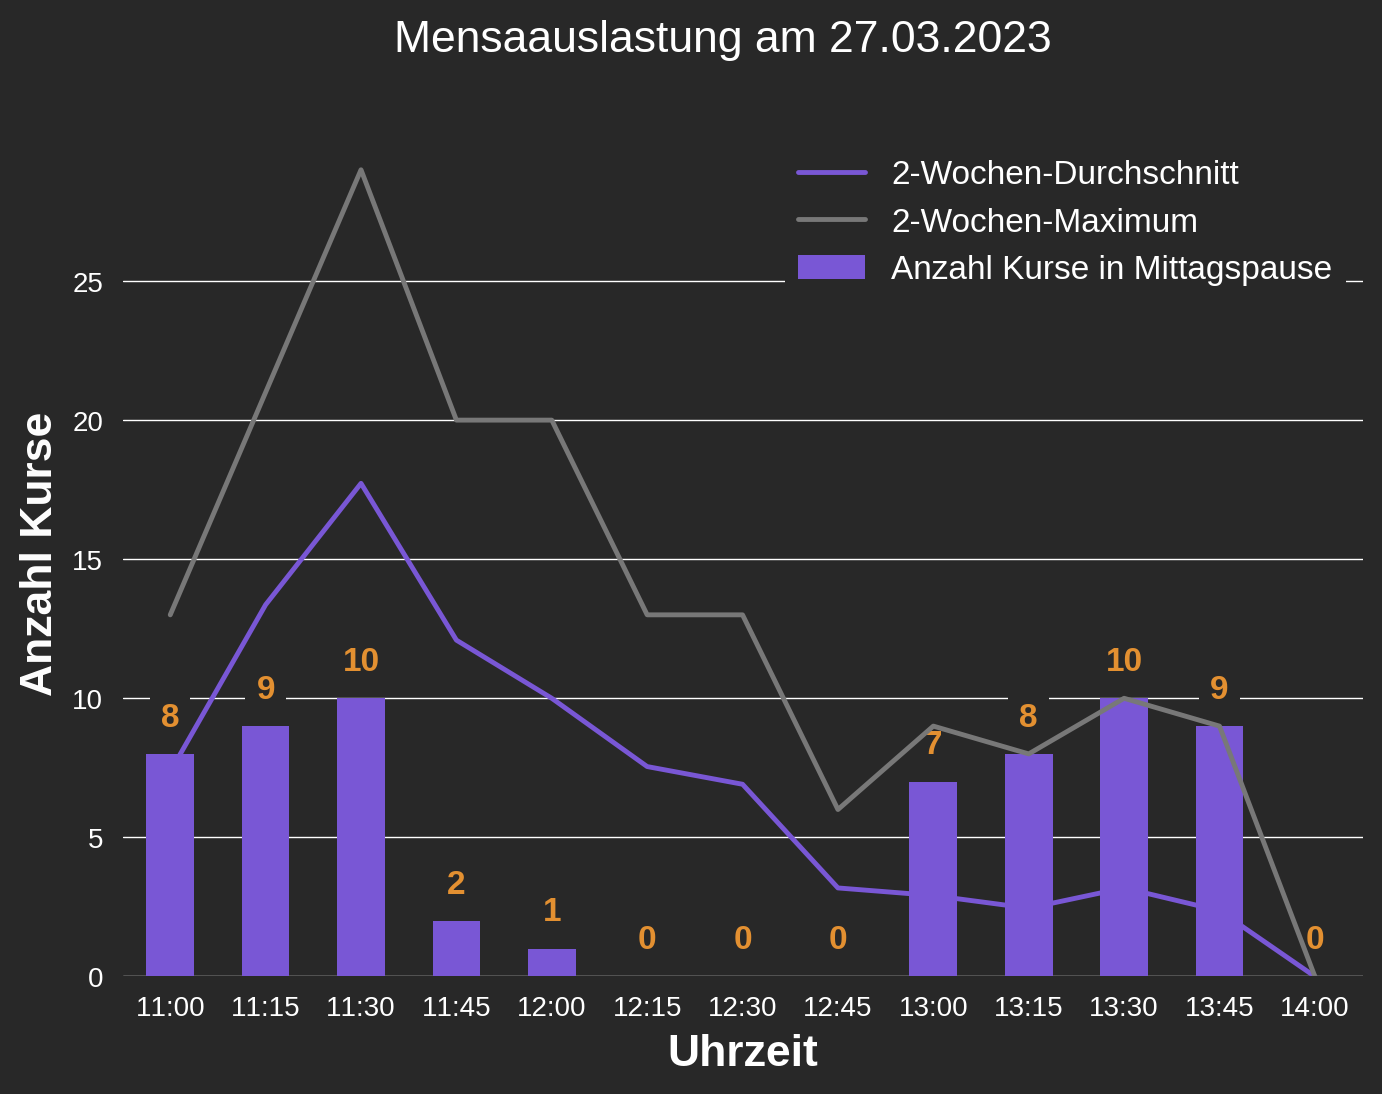 Mensaauslastung am 27.03.2023
2-Wochen-Durchschnitt
2-Wochen-Maximum
Anzahl Kurse in Mittagspause
Anzahl Kurse
25
20
15
10
5
0
8
9
10
2
1
0
0
0
7
8
10
9
0
11:00 11:15 11:30 11:45 12:00 12:15 12:30 12:45 13:00 13:15 13:30 13:45 14:00
Uhrzeit